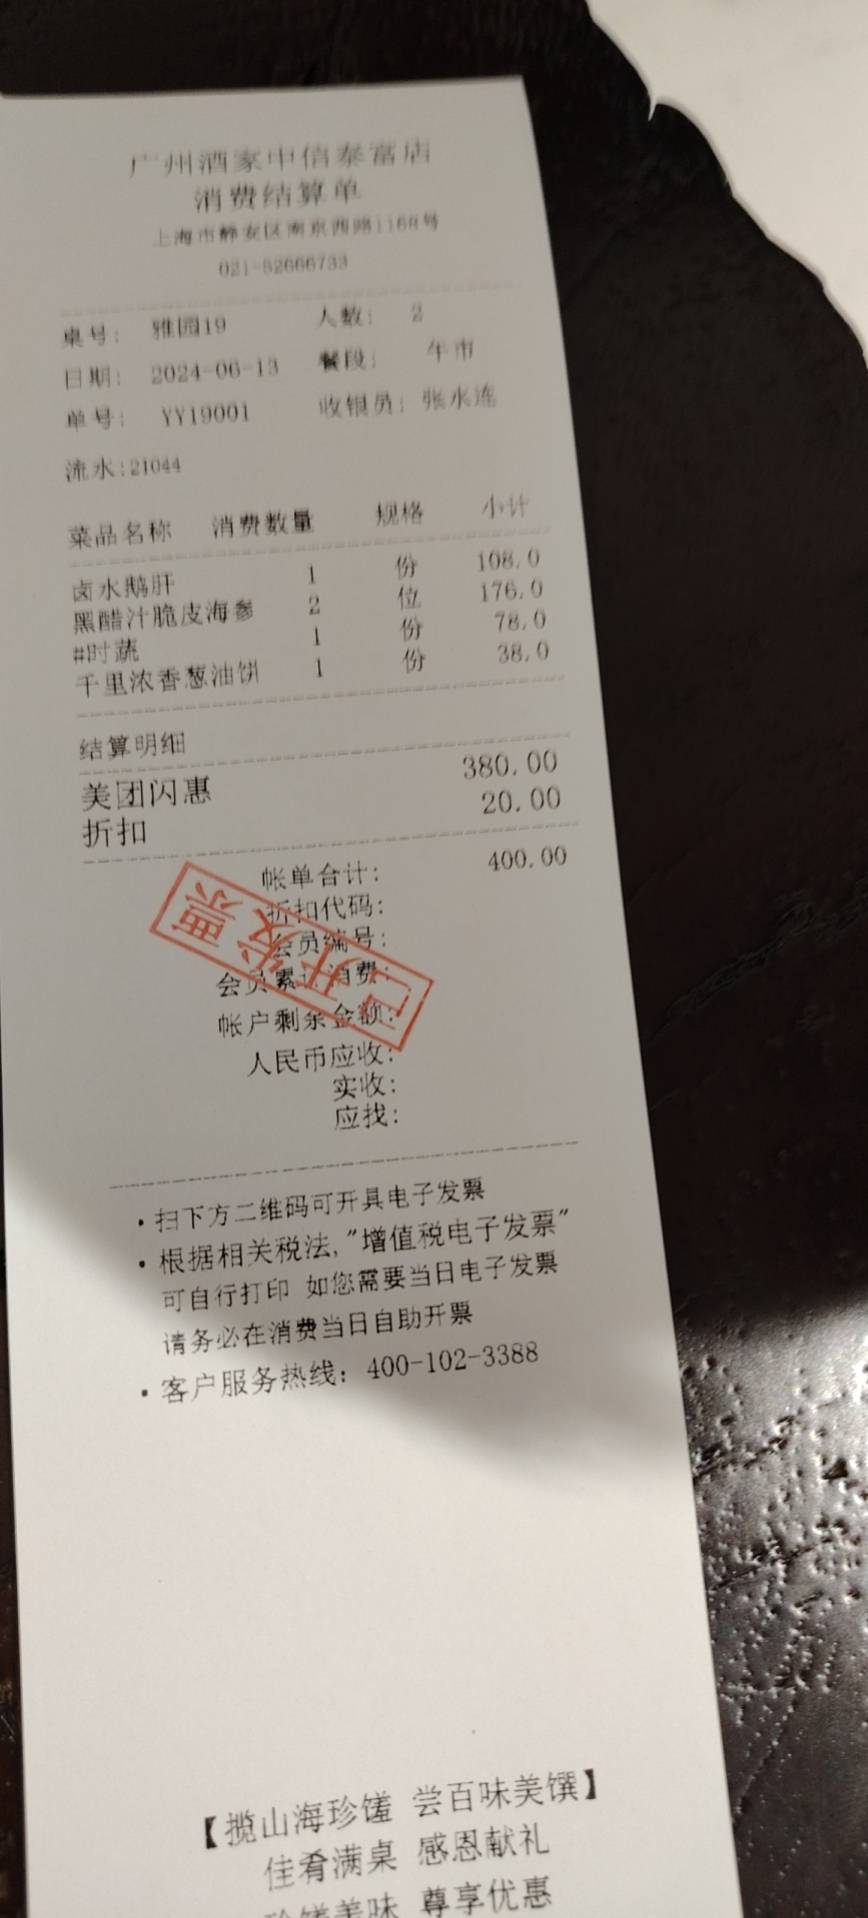 广州酒家中信泰富店
消费结算单
上海市静安区南京西路1168号
021-52666733
桌号: 雅园19 人数: 2
日期: 2024-06-13 餐段: 午市
单号: YY19001 收银员: 张水莲
流水:21044
菜品名称 消费数量 规格 小计
卤水鹅肝 1 份 108.0
黑醋汁脆皮海参 2 位 176.0
#时蔬 1 份 78.0
千里浓香葱油饼 1 份 38.0
结算明细
美团闪惠 380.00
折扣 20.00
帐单合计: 400.00
折扣代码:
会员编号:
会员累计消费:
帐户剩余金额:
人民币应收:
实收:
应找:
已开发票
·扫下方二维码可开具电子发票
·根据相关税法,"增值税电子发票"
可自行打印 如您需要当日电子发票
请务必在消费当日自助开票
·客户服务热线: 400-102-3388
【揽山海珍馐 尝百味美馔】
佳肴满桌 感恩献礼
珍馐美味 尊享优惠